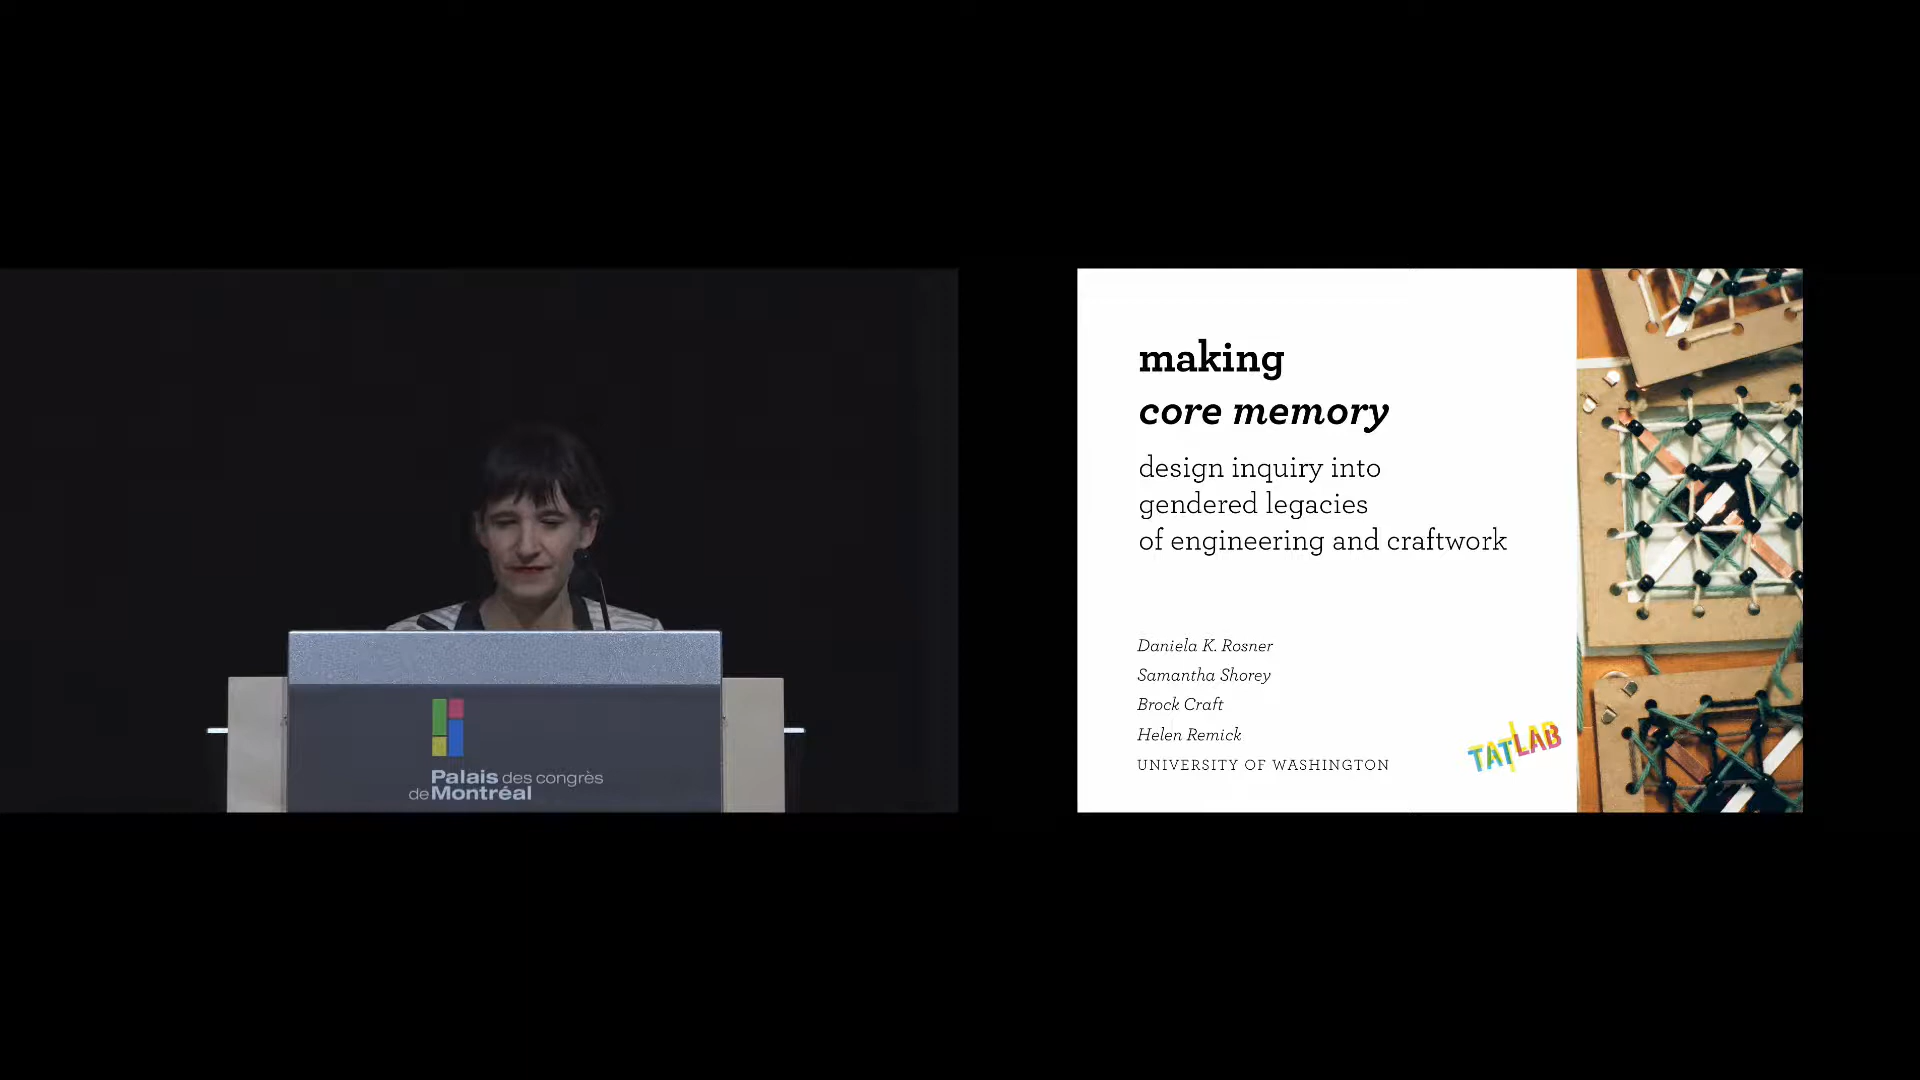 Palais des congrès
de Montréal
making
core memory
design inquiry into
gendered legacies
of engineering and craftwork
Daniela K. Rosner
Samantha Shorey
Brock Craft
Helen Remick
UNIVERSITY OF WASHINGTON
TATLAB